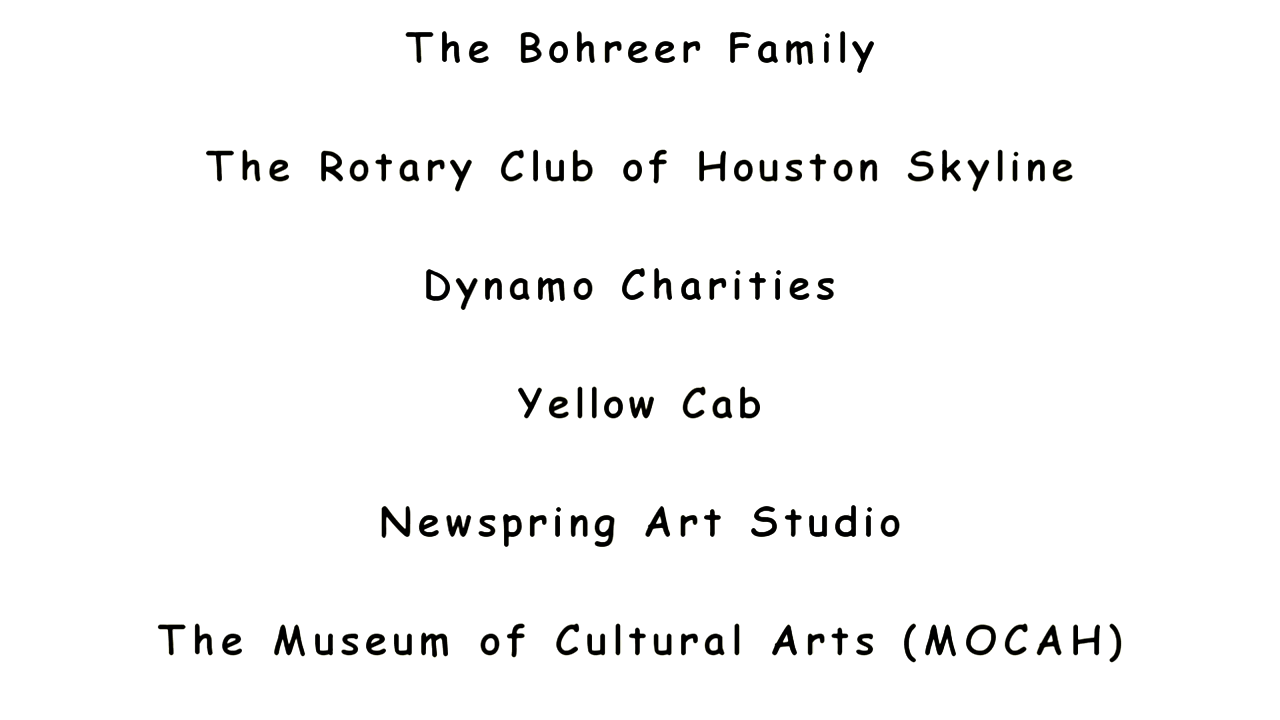 The Bohreer Family
The Rotary Club of Houston Skyline
Dynamo Charities
Yellow Cab
Newspring Art Studio
The Museum of Cultural Arts (MOCAH)